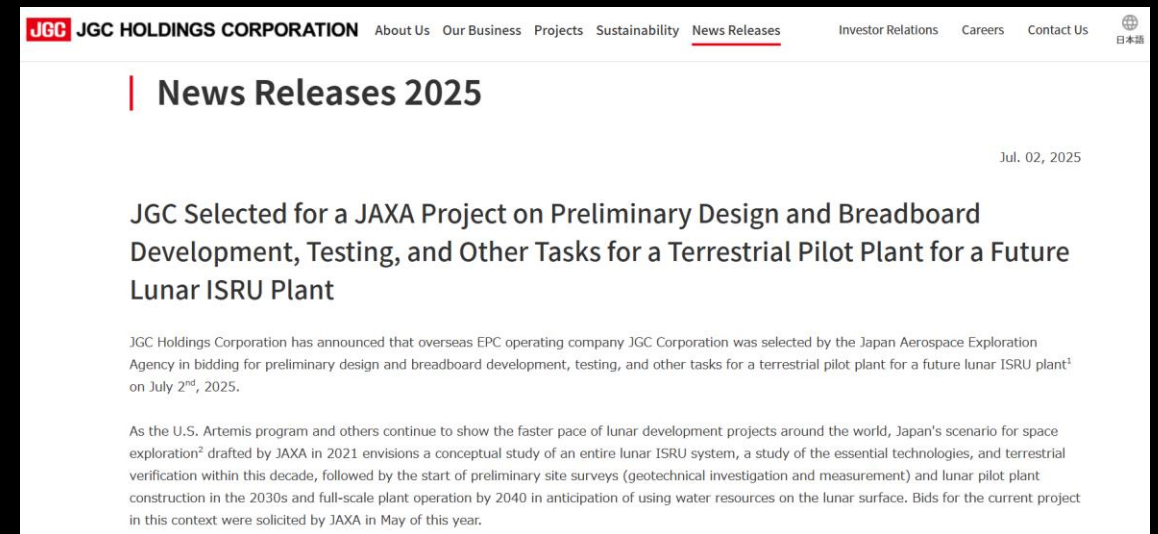 JGC JGC HOLDINGS CORPORATION About Us Our Business Projects Sustainability News Releases Investor Relations Careers Contact Us 日本語
News Releases 2025
Jul. 02, 2025
JGC Selected for a JAXA Project on Preliminary Design and Breadboard
Development, Testing, and Other Tasks for a Terrestrial Pilot Plant for a Future
Lunar ISRU Plant
JGC Holdings Corporation has announced that overseas EPC operating company JGC Corporation was selected by the Japan Aerospace Exploration
Agency in bidding for preliminary design and breadboard development, testing, and other tasks for a terrestrial pilot plant for a future lunar ISRU plant¹
on July 2nd, 2025.
As the U.S. Artemis program and others continue to show the faster pace of lunar development projects around the world, Japan's scenario for space
exploration² drafted by JAXA in 2021 envisions a conceptual study of an entire lunar ISRU system, a study of the essential technologies, and terrestrial
verification within this decade, followed by the start of preliminary site surveys (geotechnical investigation and measurement) and lunar pilot plant
construction in the 2030s and full-scale plant operation by 2040 in anticipation of using water resources on the lunar surface. Bids for the current project
in this context were solicited by JAXA in May of this year.